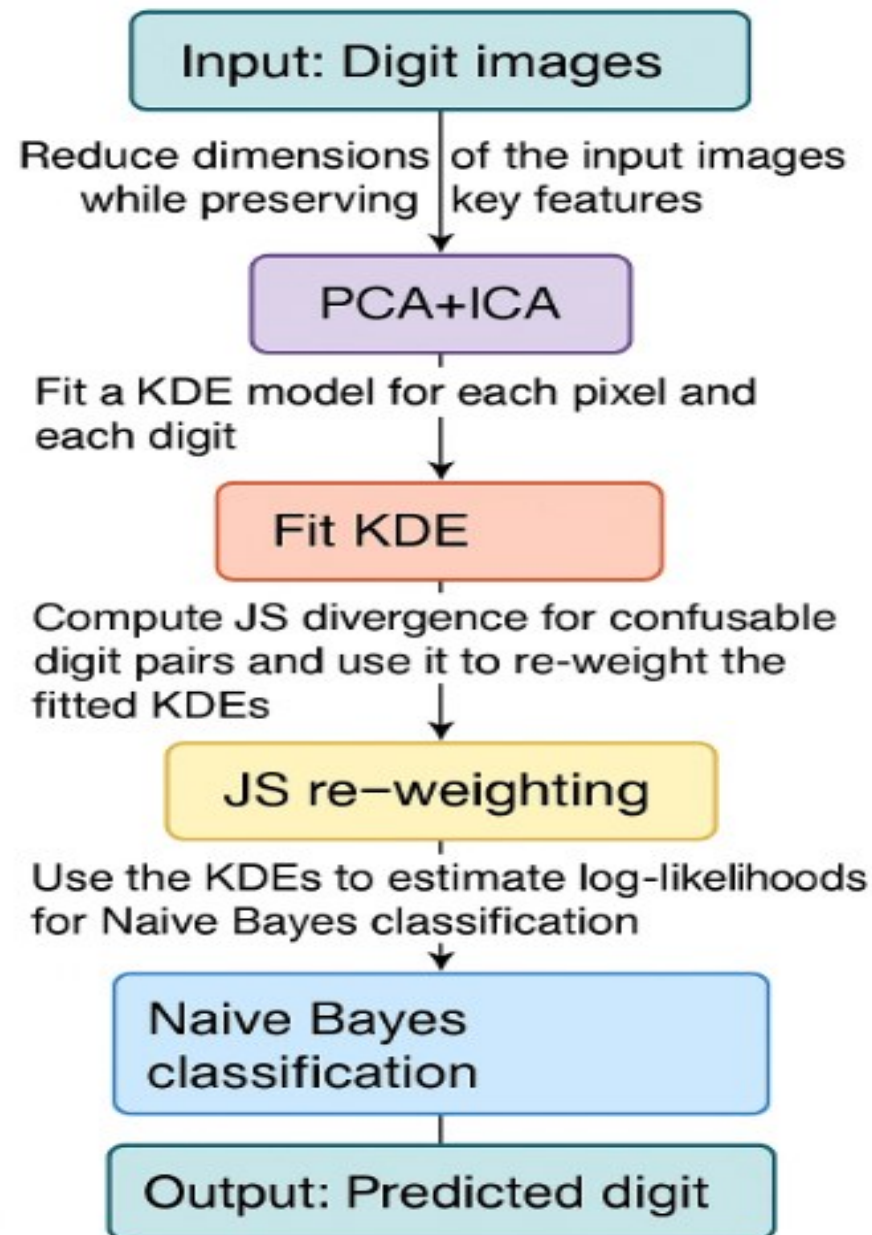 Input: Digit images
Reduce dimensions of the input images
while preserving key features
PCA+ICA
Fit a KDE model for each pixel and
each digit
Fit KDE
Compute JS divergence for confusable
digit pairs and use it to re-weight the
fitted KDEs
JS re–weighting
Use the KDEs to estimate log-likelihoods
for Naive Bayes classification
Naive Bayes
classification
Output: Predicted digit